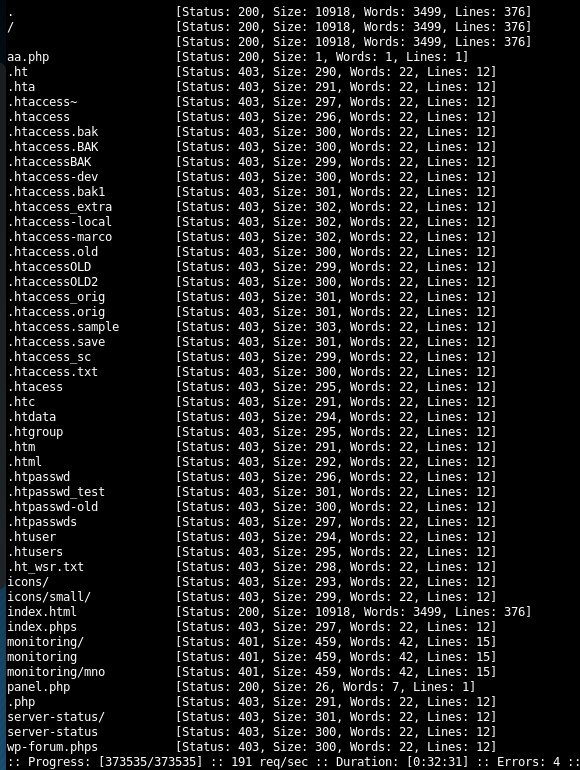 . [Status: 200, Size: 10918, Words: 3499, Lines: 376]
/ [Status: 200, Size: 10918, Words: 3499, Lines: 376]
[Status: 200, Size: 10918, Words: 3499, Lines: 376]
aa.php [Status: 200, Size: 1, Words: 1, Lines: 1]
.ht [Status: 403, Size: 290, Words: 22, Lines: 12]
.hta [Status: 403, Size: 291, Words: 22, Lines: 12]
.htaccess~ [Status: 403, Size: 297, Words: 22, Lines: 12]
.htaccess [Status: 403, Size: 296, Words: 22, Lines: 12]
.htaccess.bak [Status: 403, Size: 300, Words: 22, Lines: 12]
.htaccess.BAK [Status: 403, Size: 300, Words: 22, Lines: 12]
.htaccessBAK [Status: 403, Size: 299, Words: 22, Lines: 12]
.htaccess-dev [Status: 403, Size: 300, Words: 22, Lines: 12]
.htaccess.bak1 [Status: 403, Size: 301, Words: 22, Lines: 12]
.htaccess_extra [Status: 403, Size: 302, Words: 22, Lines: 12]
.htaccess-local [Status: 403, Size: 302, Words: 22, Lines: 12]
.htaccess-marco [Status: 403, Size: 302, Words: 22, Lines: 12]
.htaccess.old [Status: 403, Size: 300, Words: 22, Lines: 12]
.htaccessOLD [Status: 403, Size: 299, Words: 22, Lines: 12]
.htaccessOLD2 [Status: 403, Size: 300, Words: 22, Lines: 12]
.htaccess_orig [Status: 403, Size: 301, Words: 22, Lines: 12]
.htaccess.orig [Status: 403, Size: 301, Words: 22, Lines: 12]
.htaccess.sample [Status: 403, Size: 303, Words: 22, Lines: 12]
.htaccess.save [Status: 403, Size: 301, Words: 22, Lines: 12]
.htaccess_sc [Status: 403, Size: 299, Words: 22, Lines: 12]
.htaccess.txt [Status: 403, Size: 300, Words: 22, Lines: 12]
.htacess [Status: 403, Size: 295, Words: 22, Lines: 12]
.htc [Status: 403, Size: 291, Words: 22, Lines: 12]
.htdata [Status: 403, Size: 294, Words: 22, Lines: 12]
.htgroup [Status: 403, Size: 295, Words: 22, Lines: 12]
.htm [Status: 403, Size: 291, Words: 22, Lines: 12]
.html [Status: 403, Size: 292, Words: 22, Lines: 12]
.htpasswd [Status: 403, Size: 296, Words: 22, Lines: 12]
.htpasswd_test [Status: 403, Size: 301, Words: 22, Lines: 12]
.htpasswd-old [Status: 403, Size: 300, Words: 22, Lines: 12]
.htpasswds [Status: 403, Size: 297, Words: 22, Lines: 12]
.htuser [Status: 403, Size: 294, Words: 22, Lines: 12]
.htusers [Status: 403, Size: 295, Words: 22, Lines: 12]
.ht_wsr.txt [Status: 403, Size: 298, Words: 22, Lines: 12]
icons/ [Status: 403, Size: 293, Words: 22, Lines: 12]
icons/small/ [Status: 403, Size: 299, Words: 22, Lines: 12]
index.html [Status: 200, Size: 10918, Words: 3499, Lines: 376]
index.phps [Status: 403, Size: 297, Words: 22, Lines: 12]
monitoring/ [Status: 401, Size: 459, Words: 42, Lines: 15]
monitoring [Status: 401, Size: 459, Words: 42, Lines: 15]
monitoring/mno [Status: 401, Size: 459, Words: 42, Lines: 15]
panel.php [Status: 200, Size: 26, Words: 7, Lines: 1]
.php [Status: 403, Size: 291, Words: 22, Lines: 12]
server-status/ [Status: 403, Size: 301, Words: 22, Lines: 12]
server-status [Status: 403, Size: 300, Words: 22, Lines: 12]
wp-forum.phps [Status: 403, Size: 300, Words: 22, Lines: 12]
:: Progress: [373535/373535] :: 191 req/sec :: Duration: [0:32:31] :: Errors: 4 ::